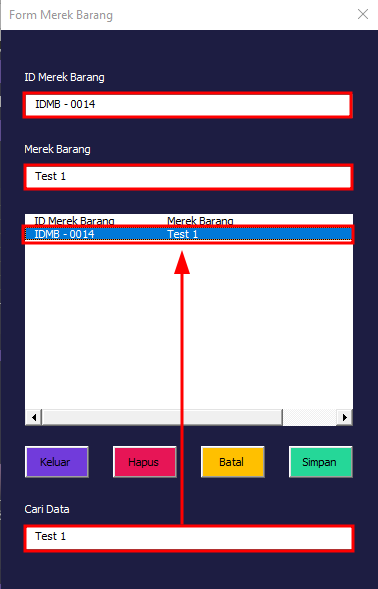 Form Merek Barang
ID Merek Barang
IDMB - 0014
Merek Barang
Test 1
ID Merek Barang Merek Barang
IDMB - 0014 Test 1
Keluar Hapus Batal Simpan
Cari Data
Test 1